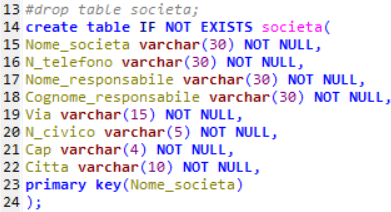 13 #drop table societa;
14 create table IF NOT EXISTS societa(
15 Nome_societa varchar(30) NOT NULL,
16 N_telefono varchar(30) NOT NULL,
17 Nome_responsabile varchar(30) NOT NULL,
18 Cognome_responsabile varchar(30) NOT NULL,
19 Via varchar(15) NOT NULL,
20 N_civico varchar(5) NOT NULL,
21 Cap varchar(4) NOT NULL,
22 Citta varchar(10) NOT NULL,
23 primary key(Nome_societa)
24 );